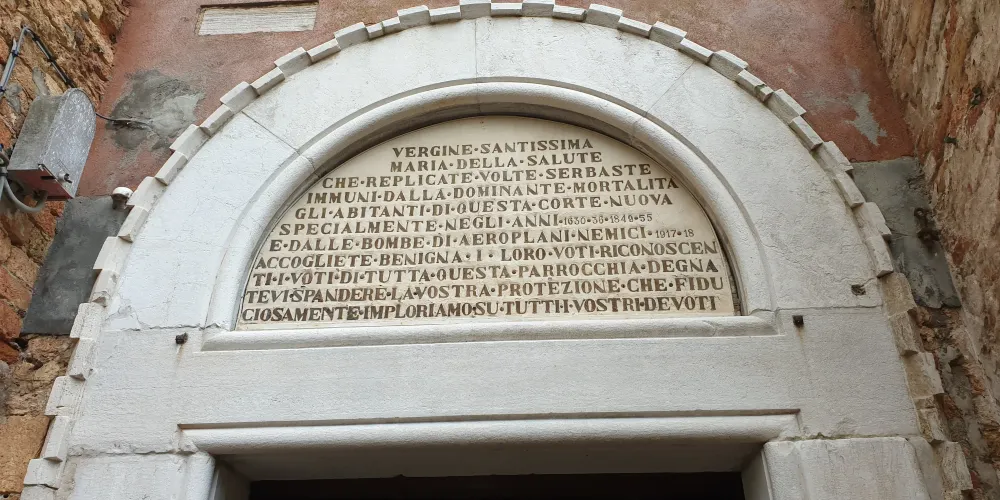 VERGINE·SANTISSIMA
MARIA·DELLA·SALUTE
CHE·REPLICATE·VOLTE·SERBASTE
IMMUNI·DALLA·DOMINANTE·MORTALITA
GLI·ABITANTI·DI·QUESTA·CORTE·NUOVA
SPECIALMENTE·NEGLI·ANNI·1630·36·1849·55
E·DALLE·BOMBE·DI·AEROPLANI·NEMICI·1917·18
ACCOGLIETE·BENIGNA·I·LORO·VOTI·RICONOSCEN
TI·I·VOTI·DI·TUTTA·QUESTA·PARROCCHIA·DEGNA
TEVI·SPANDERE·LA·VOSTRA·PROTEZIONE·CHE·FIDU
CIOSAMENTE·IMPLORIAMO·SU·TUTTI·I·VOSTRI·DEVOTI